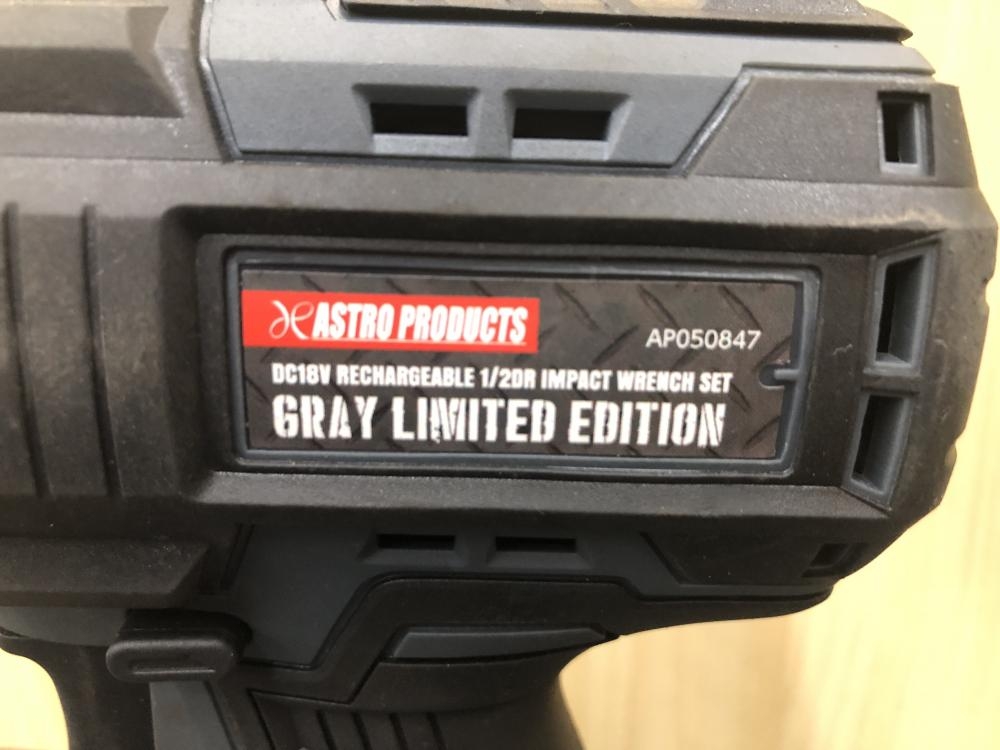 ASTRO PRODUCTS
AP050847
DC18V RECHARGEABLE 1/2DR IMPACT WRENCH SET
GRAY LIMITED EDITION